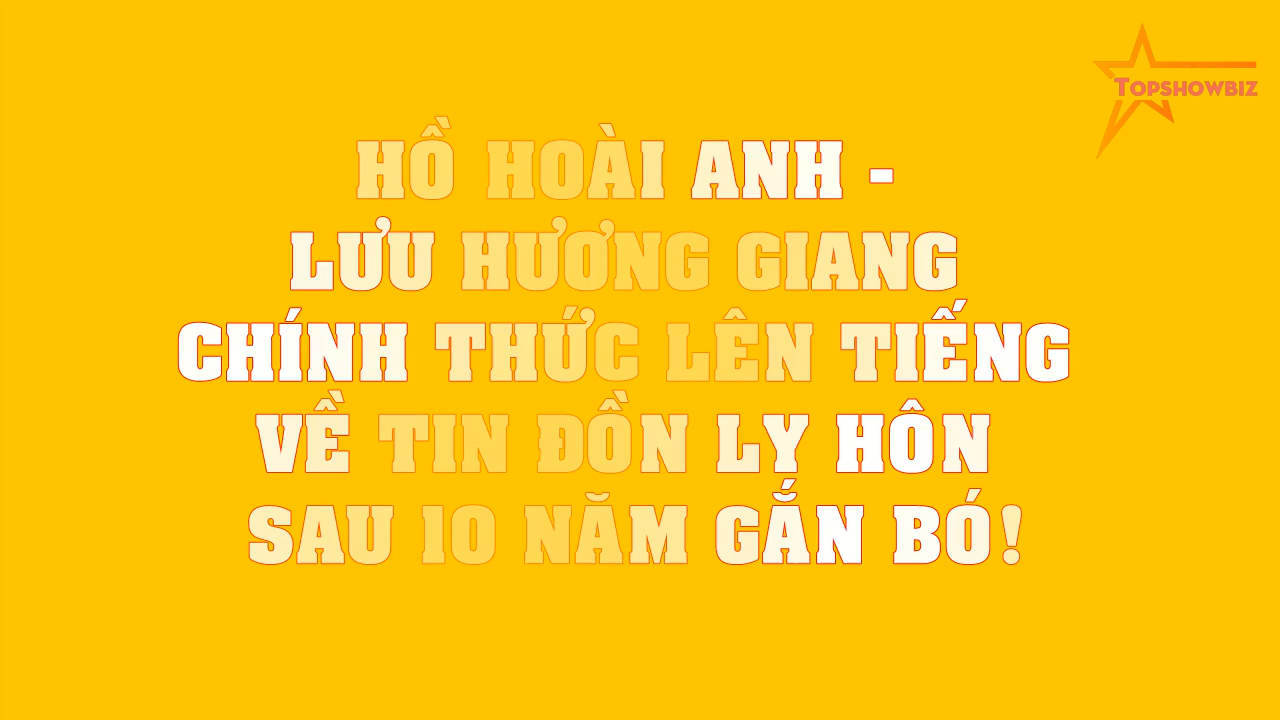 TOPSHOWBIZ
HỒ HOÀI ANH -
LƯU HƯƠNG GIANG
CHÍNH THỨC LÊN TIẾNG
VỀ TIN ĐỒN LY HÔN
SAU 10 NĂM GẮN BÓ!